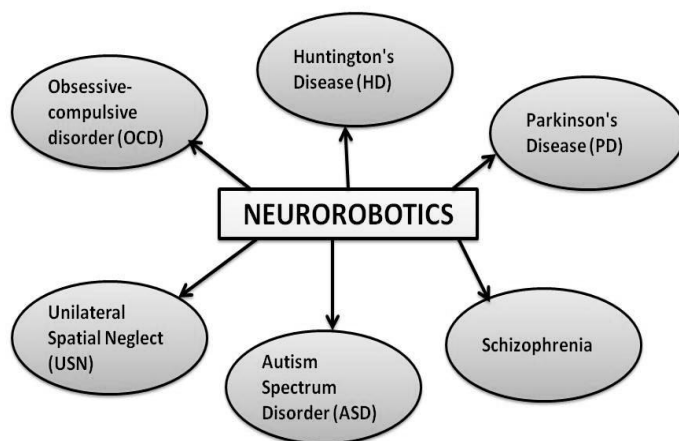 Obsessive-
compulsive
disorder (OCD)
Huntington's
Disease (HD)
Parkinson's
Disease (PD)
NEUROROBOTICS
Unilateral
Spatial Neglect
(USN)
Autism
Spectrum
Disorder (ASD)
Schizophrenia